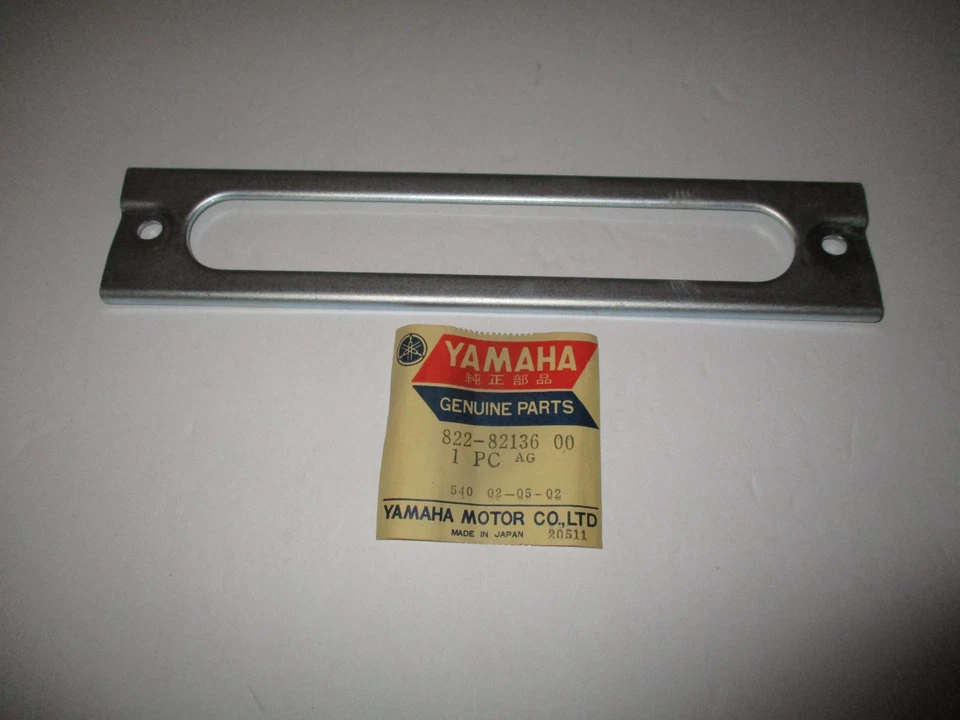 YAMAHA
純正部品
GENUINE PARTS
822-82136 00
1 PC AG
540 02-05-02
YAMAHA MOTOR CO.,LTD
MADE IN JAPAN 20511